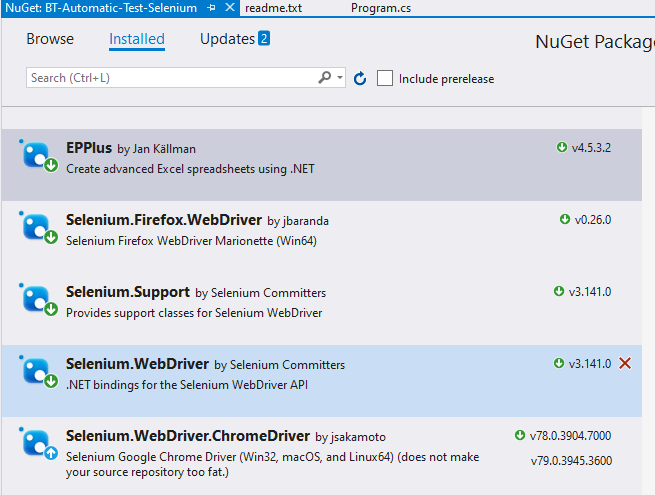 NuGet: BT-Automatic-Test-Selenium readme.txt Program.cs
Browse Installed Updates 2 NuGet Packag
Search (Ctrl+L) Include prerelease
EPPlus by Jan Källman v4.5.3.2
Create advanced Excel spreadsheets using .NET
Selenium.Firefox.WebDriver by jbaranda v0.26.0
Selenium Firefox WebDriver Marionette (Win64)
Selenium.Support by Selenium Committers v3.141.0
Provides support classes for Selenium WebDriver
Selenium.WebDriver by Selenium Committers v3.141.0
.NET bindings for the Selenium WebDriver API
Selenium.WebDriver.ChromeDriver by jsakamoto v78.0.3904.7000
Selenium Google Chrome Driver (Win32, macOS, and Linux64) (does not make v79.0.3945.3600
your source repository too fat.)